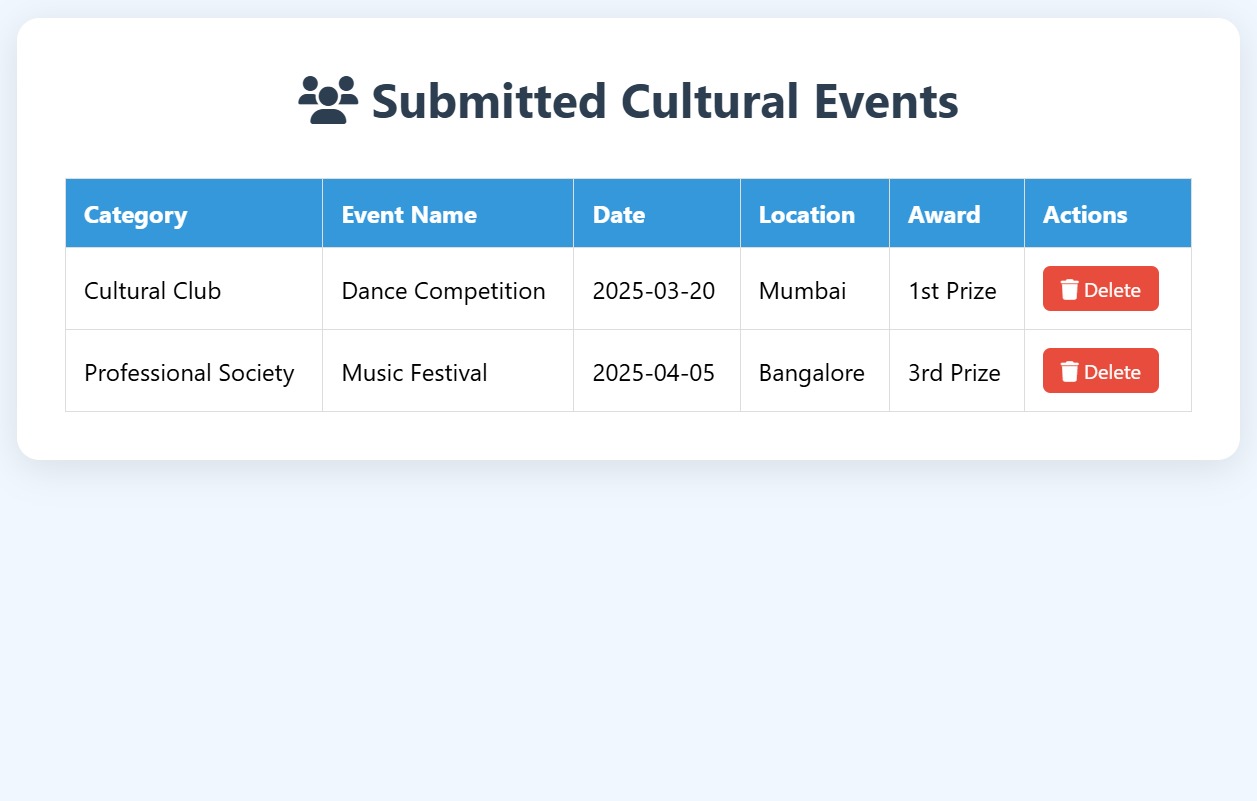 Submitted Cultural Events
Category Event Name Date Location Award Actions
Cultural Club Dance Competition 2025-03-20 Mumbai 1st Prize Delete
Professional Society Music Festival 2025-04-05 Bangalore 3rd Prize Delete